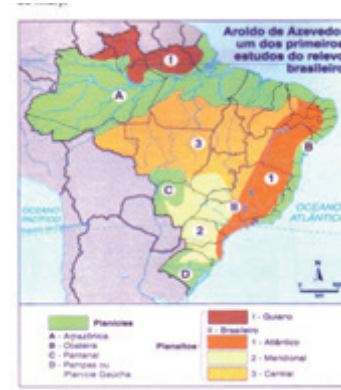 Aroldo de Azevedo
um dos primeiros
estudos do relevo
brasileiro
I
A
3
B
C
1
OCEANO
PACÍFICO
OCEANO
ATLÂNTICO
II
2
D
N
Planícies
A - Amazônica
B - Costeira
C - Pantanal
D - Pampas ou
Planície Gaúcha
Planaltos
I - Guiano
II - Brasileiro
1 - Atlântico
2 - Meridional
3 - Central